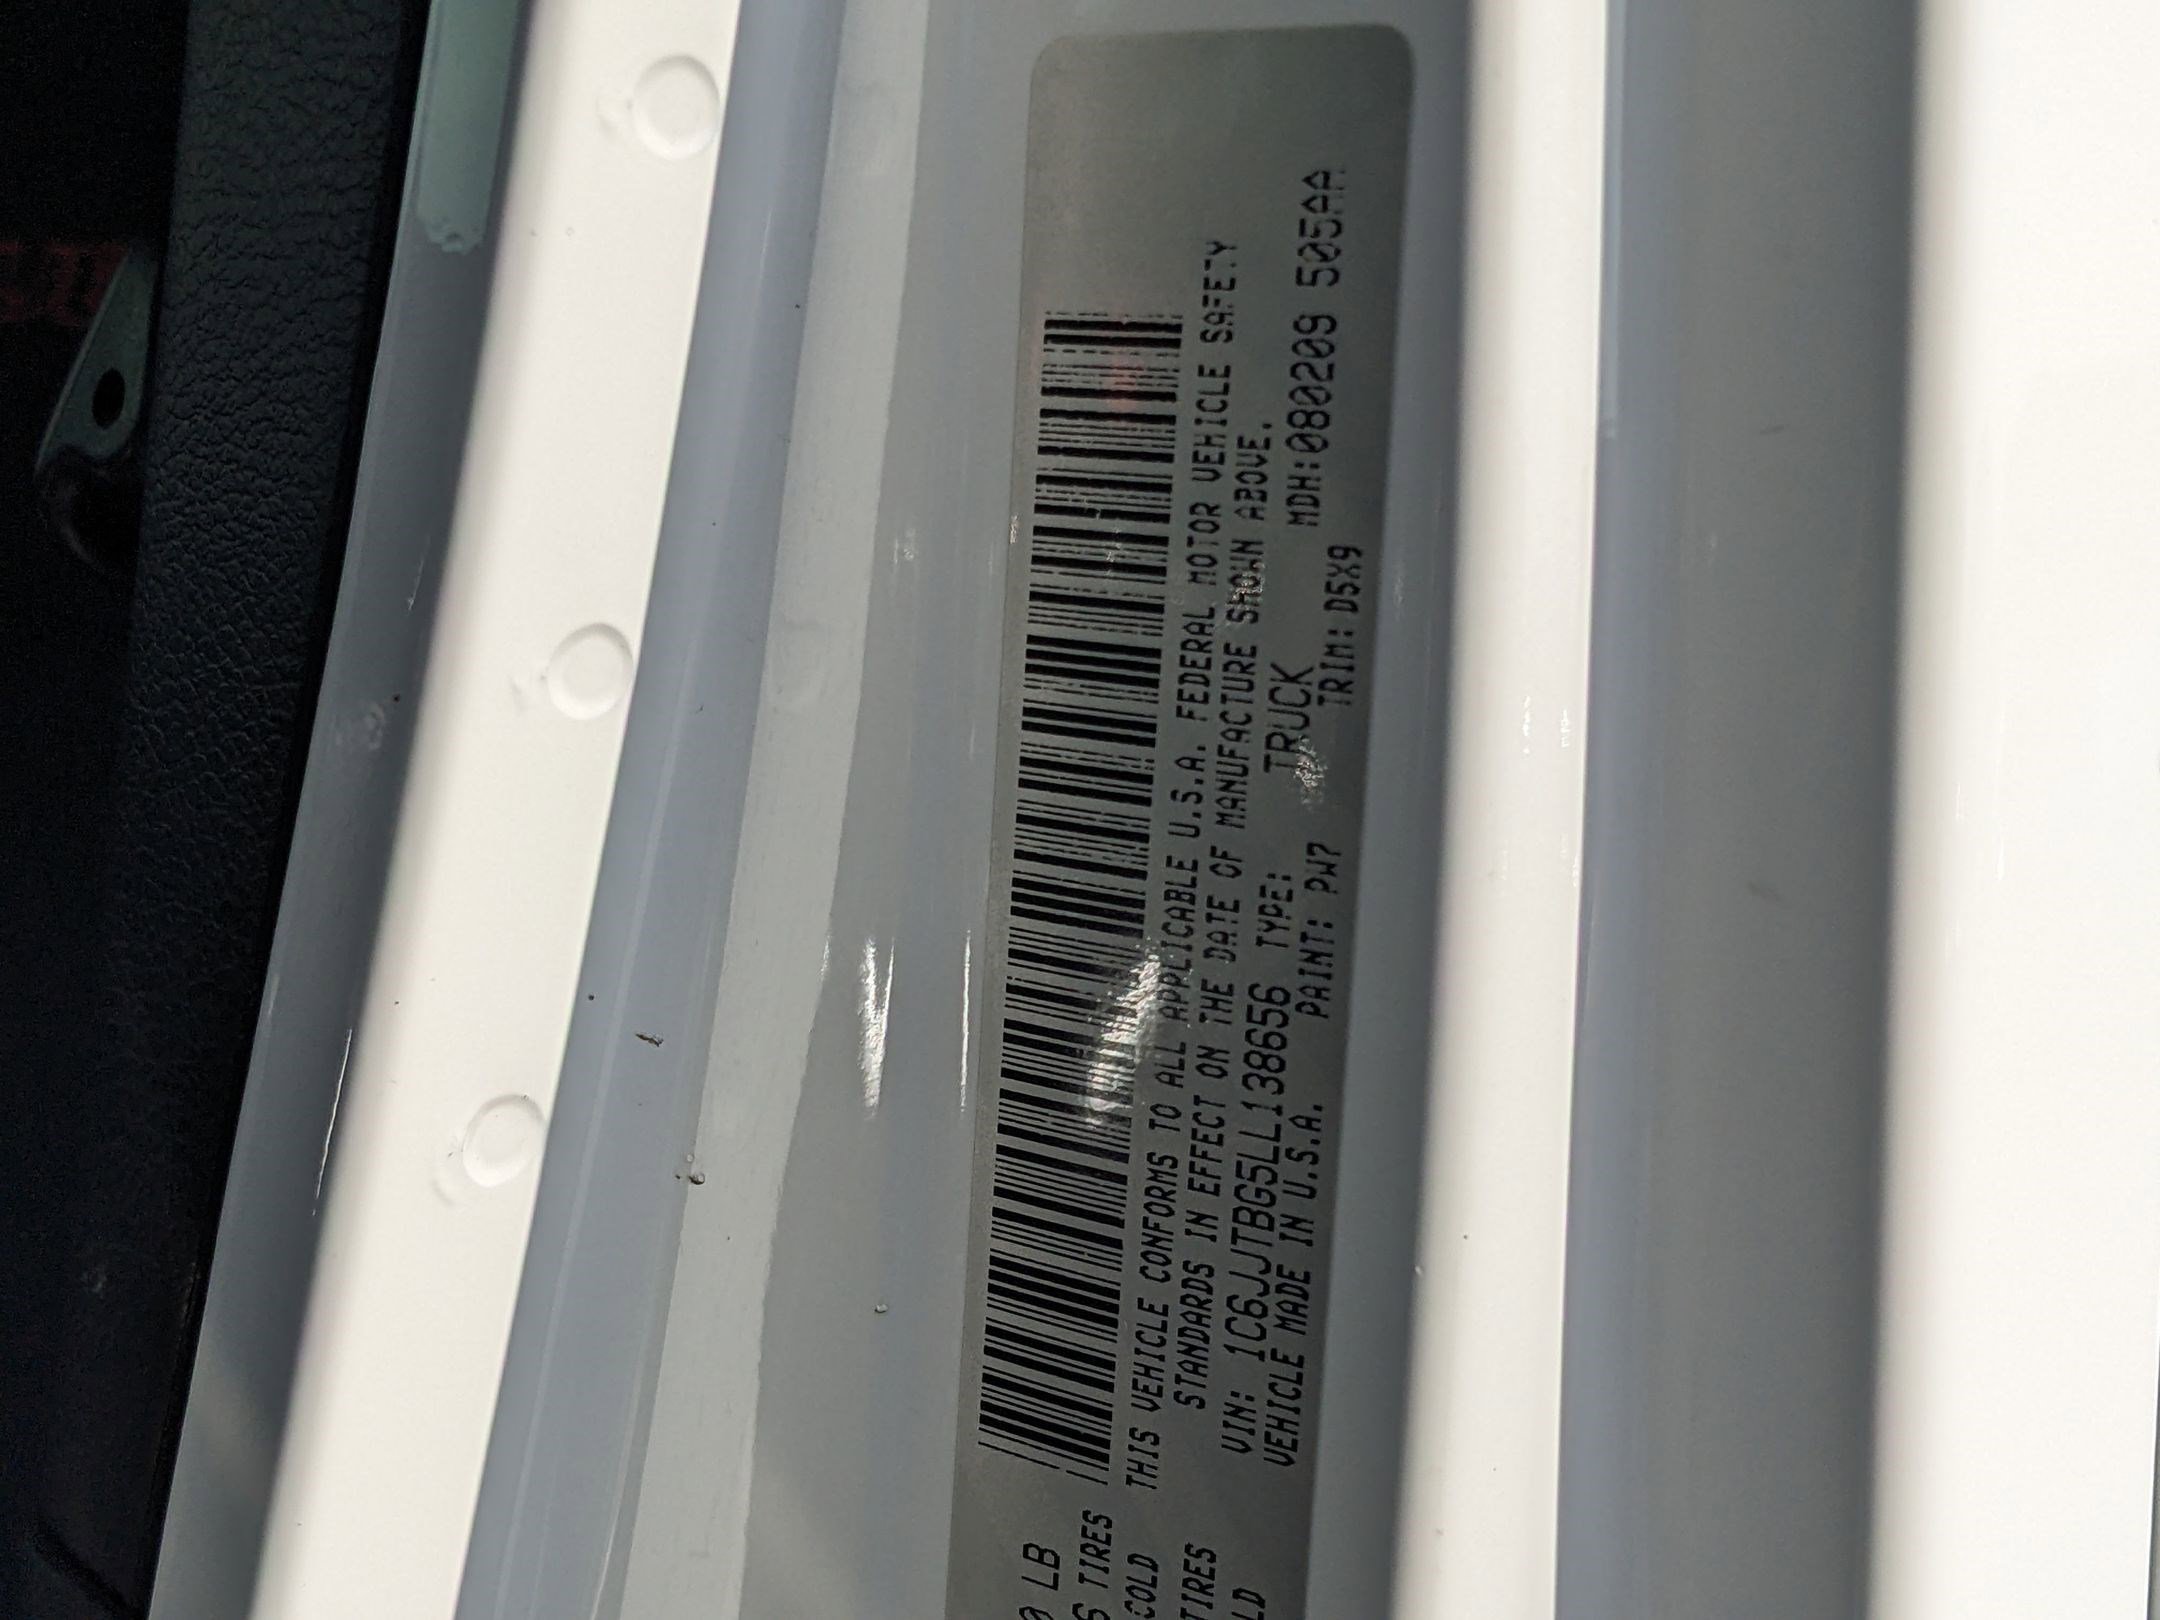 0 LB
S TIRES
COLD
TIRES
LD
THIS VEHICLE CONFORMS TO ALL APPLICABLE U.S.A. FEDERAL MOTOR VEHICLE SAFETY
STANDARDS IN EFFECT ON THE DATE OF MANUFACTURE SHOWN ABOVE.
VIN: 1C6JJTBG5LL138656 TYPE: TRUCK MDH:080209 505AA
VEHICLE MADE IN U.S.A. PAINT: PW7 TRIM: D5X9